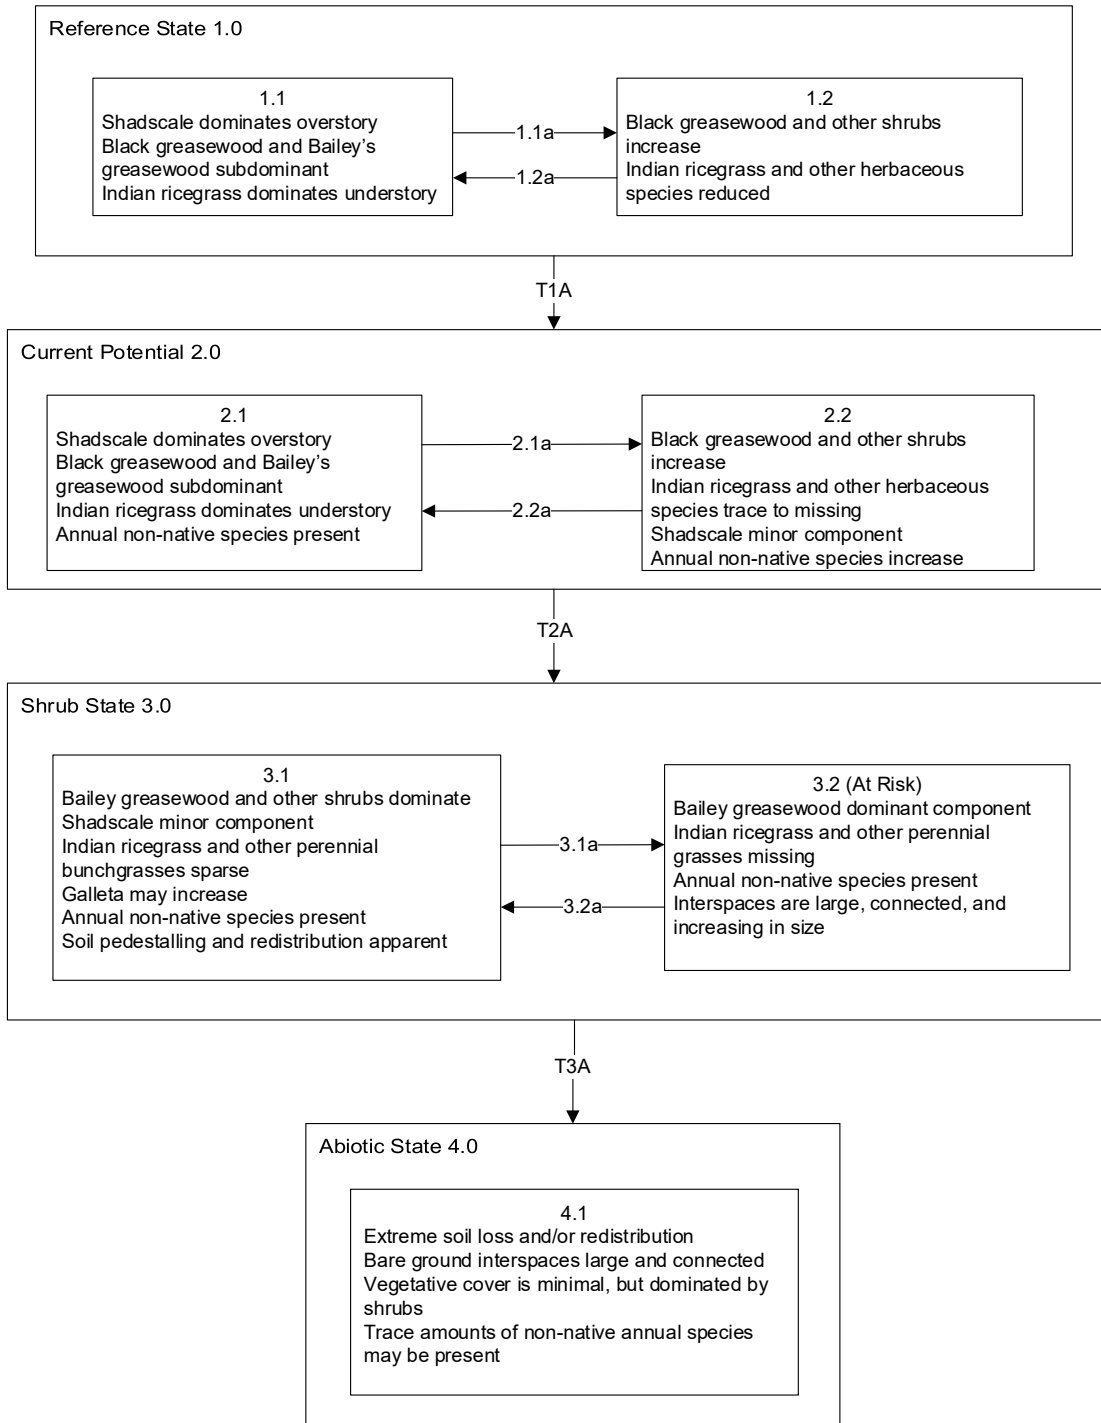 Reference State 1.0
1.1
Shadscale dominates overstory
Black greasewood and Bailey’s
greasewood subdominant
Indian ricegrass dominates understory
1.1a
1.2a
1.2
Black greasewood and other shrubs
increase
Indian ricegrass and other herbaceous
species reduced
T1A
Current Potential 2.0
2.1
Shadscale dominates overstory
Black greasewood and Bailey’s
greasewood subdominant
Indian ricegrass dominates understory
Annual non-native species present
2.1a
2.2a
2.2
Black greasewood and other shrubs
increase
Indian ricegrass and other herbaceous
species trace to missing
Shadscale minor component
Annual non-native species increase
T2A
Shrub State 3.0
3.1
Bailey greasewood and other shrubs dominate
Shadscale minor component
Indian ricegrass and other perennial
bunchgrasses sparse
Galleta may increase
Annual non-native species present
Soil pedestalling and redistribution apparent
3.1a
3.2a
3.2 (At Risk)
Bailey greasewood dominant component
Indian ricegrass and other perennial
grasses missing
Annual non-native species present
Interspaces are large, connected, and
increasing in size
T3A
Abiotic State 4.0
4.1
Extreme soil loss and/or redistribution
Bare ground interspaces large and connected
Vegetative cover is minimal, but dominated by
shrubs
Trace amounts of non-native annual species
may be present